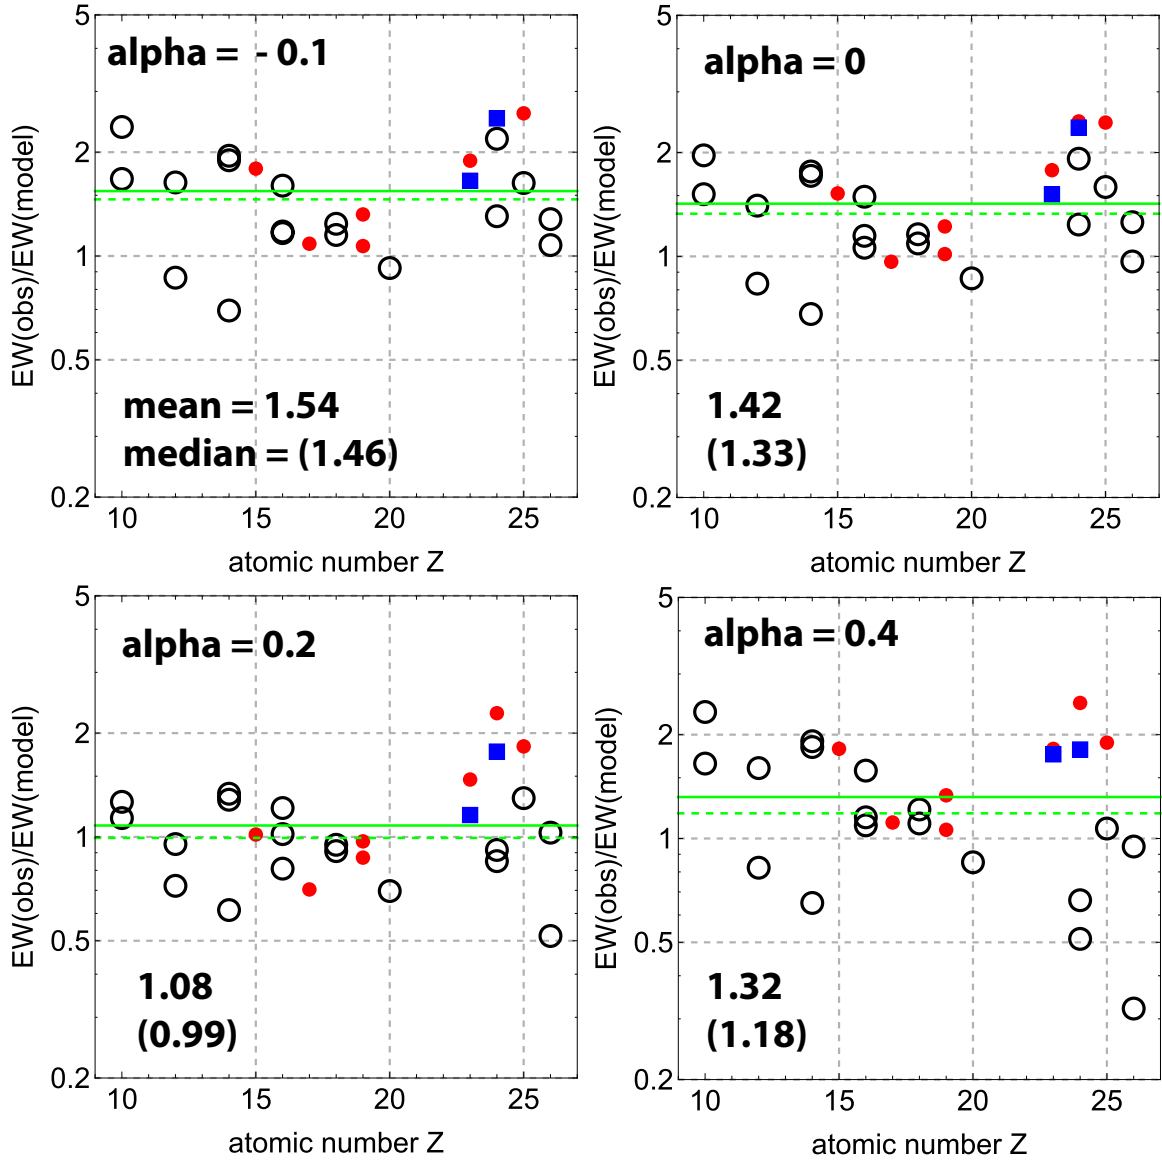 5
2
1
0.5
0.2
EW(obs)/EW(model)
alpha = - 0.1
mean = 1.54
median = (1.46)
10 15 20 25
atomic number Z
5
2
1
0.5
0.2
EW(obs)/EW(model)
alpha = 0
1.42
(1.33)
10 15 20 25
atomic number Z
5
2
1
0.5
0.2
EW(obs)/EW(model)
alpha = 0.2
1.08
(0.99)
10 15 20 25
atomic number Z
5
2
1
0.5
0.2
EW(obs)/EW(model)
alpha = 0.4
1.32
(1.18)
10 15 20 25
atomic number Z